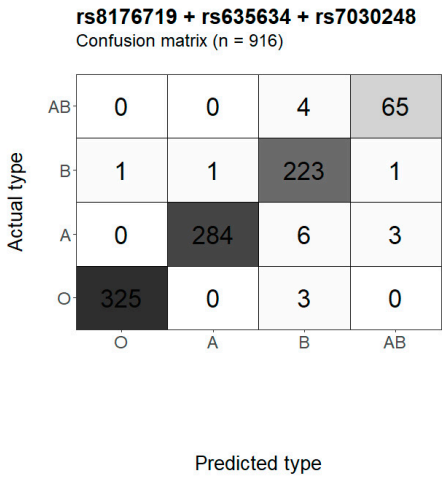 rs8176719 + rs635634 + rs7030248
Confusion matrix (n = 916)
AB 0 0 4 65
B 1 1 223 1
A 0 284 6 3
O 325 0 3 0
O A B AB
Actual type
Predicted type